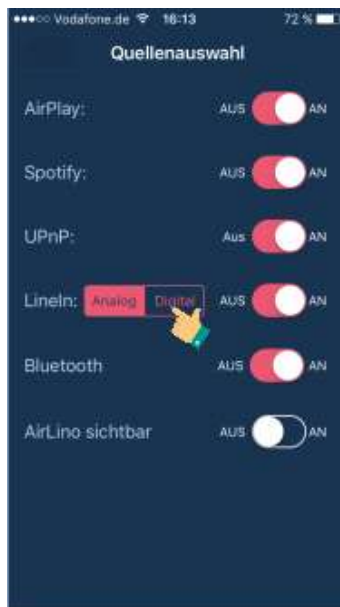 Vodafone.de 16:13 72 %
Quellenauswahl
AirPlay: AUS AN
Spotify: AUS AN
UPnP: Aus AN
LineIn: Analog Digital AUS AN
Bluetooth AUS AN
AirLino sichtbar AUS AN